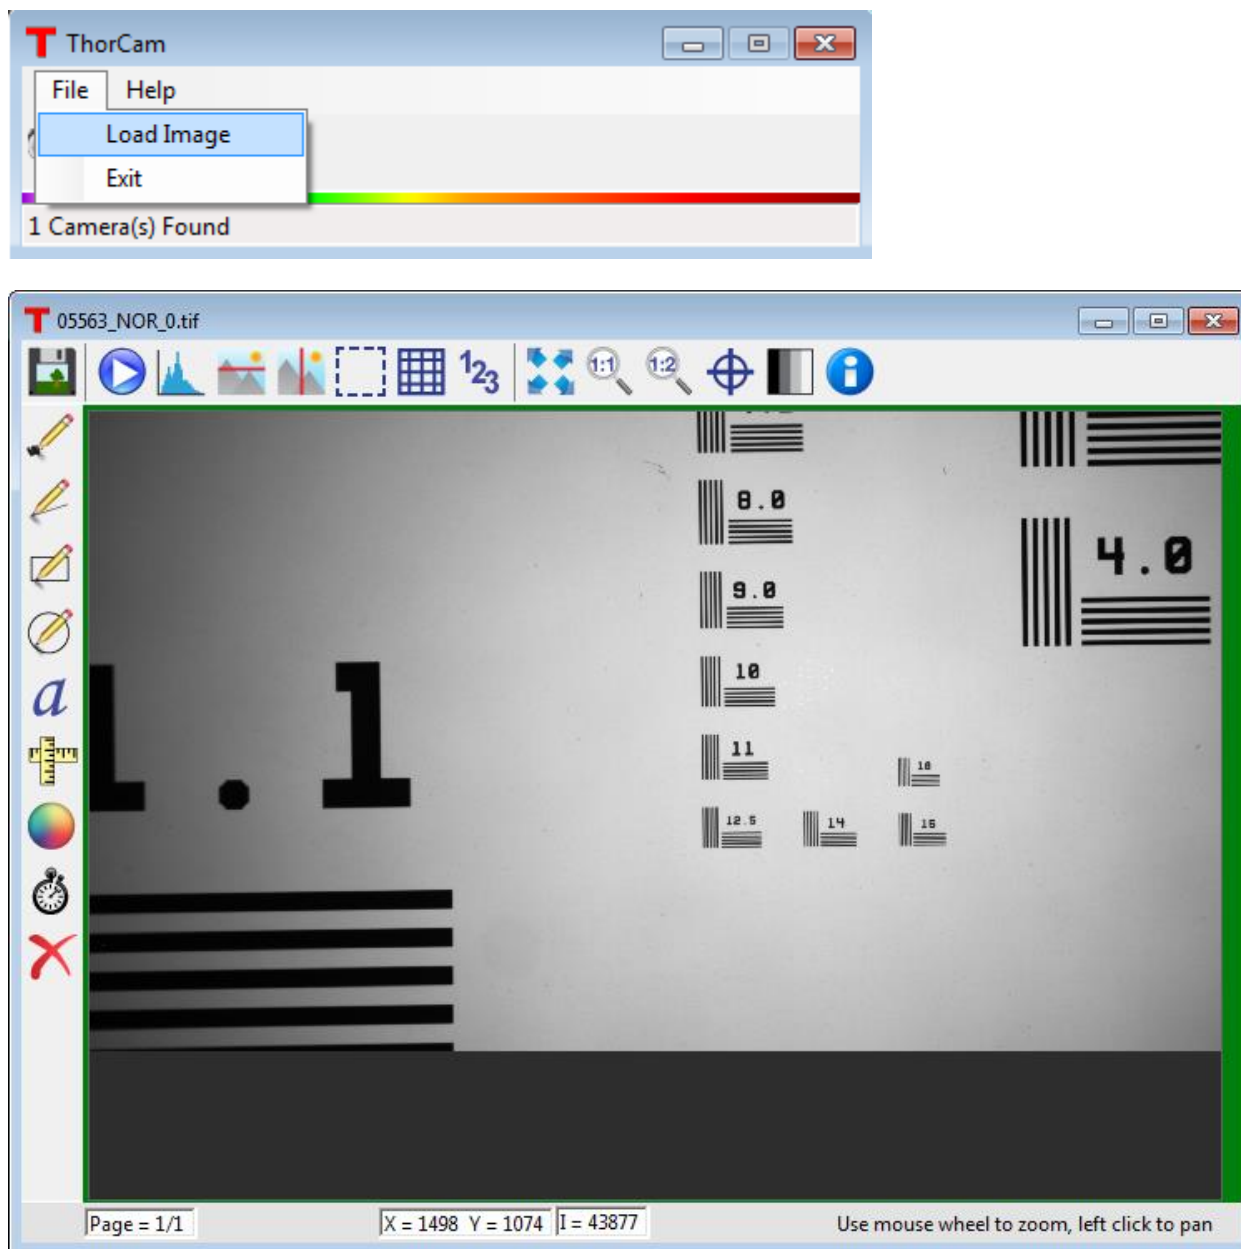 T ThorCam
File Help
Load Image
Exit
1 Camera(s) Found
T 05563_NOR_0.tif
123 1:1 1:2 i
8.0
4.0
9.0
10
1.1
11
16
12.5 14 15
a
Page = 1/1 X = 1498 Y = 1074 I = 43877 Use mouse wheel to zoom, left click to pan